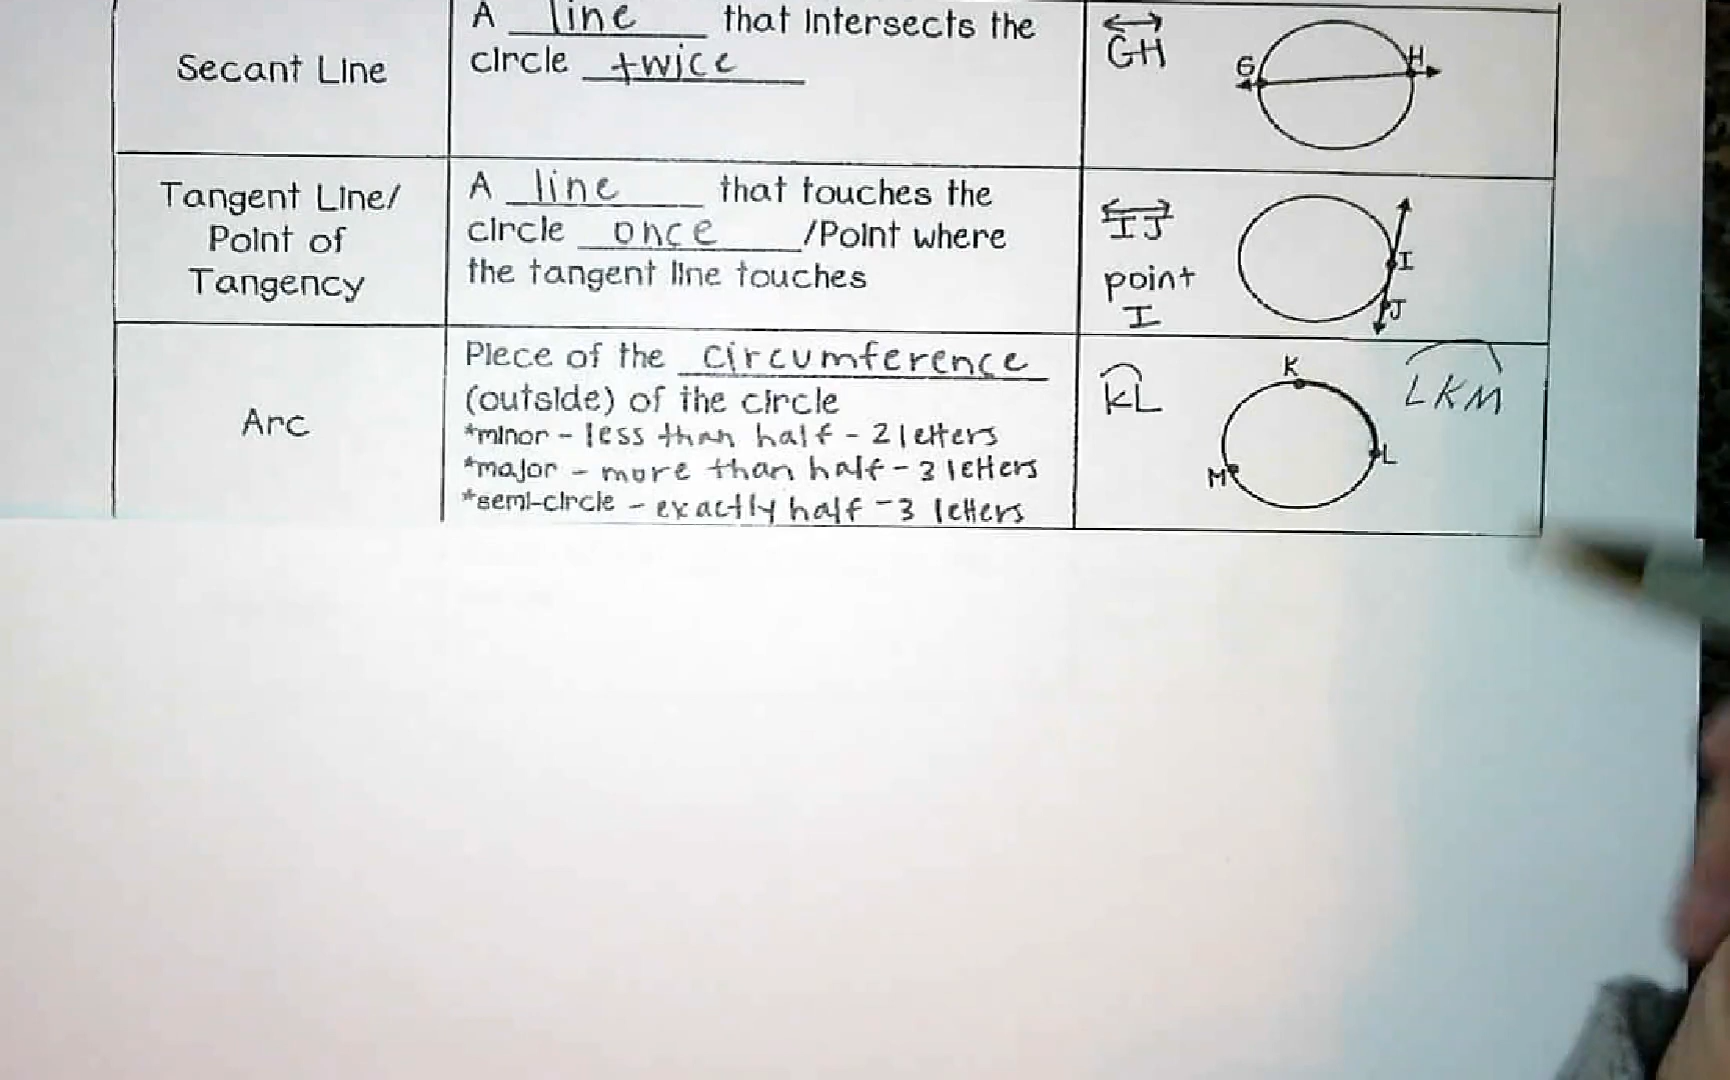 Secant Line
A line that intersects the
circle twice
GH
G
H
Tangent Line/
Point of
Tangency
A line that touches the
circle once /Point where
the tangent line touches
IJ
point
I
I
J
Arc
Piece of the circumference
(outside) of the circle
*minor - less than half - 2 letters
*major - more than half - 3 letters
*semi-circle - exactly half - 3 letters
KL
K
L
M
LKM